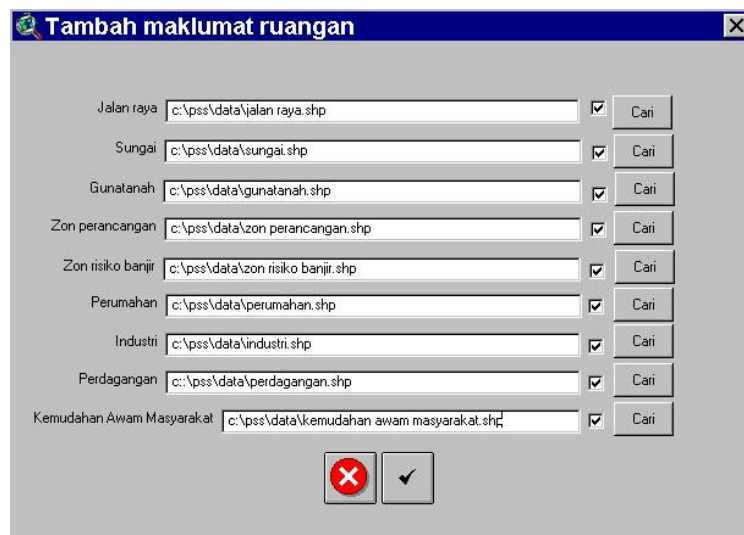 Tambah maklumat ruangan
Jalan raya c:\pss\data\jalan raya.shp Cari
Sungai c:\pss\data\sungai.shp Cari
Gunatanah c:\pss\data\gunatanah.shp Cari
Zon perancangan c:\pss\data\zon perancangan.shp Cari
Zon risiko banjir c:\pss\data\zon risiko banjir.shp Cari
Perumahan c:\pss\data\perumahan.shp Cari
Industri c:\pss\data\industri.shp Cari
Perdagangan c::\pss\data\perdagangan.shp Cari
Kemudahan Awam Masyarakat c:\pss\data\kemudahan awam masyarakat.shp Cari